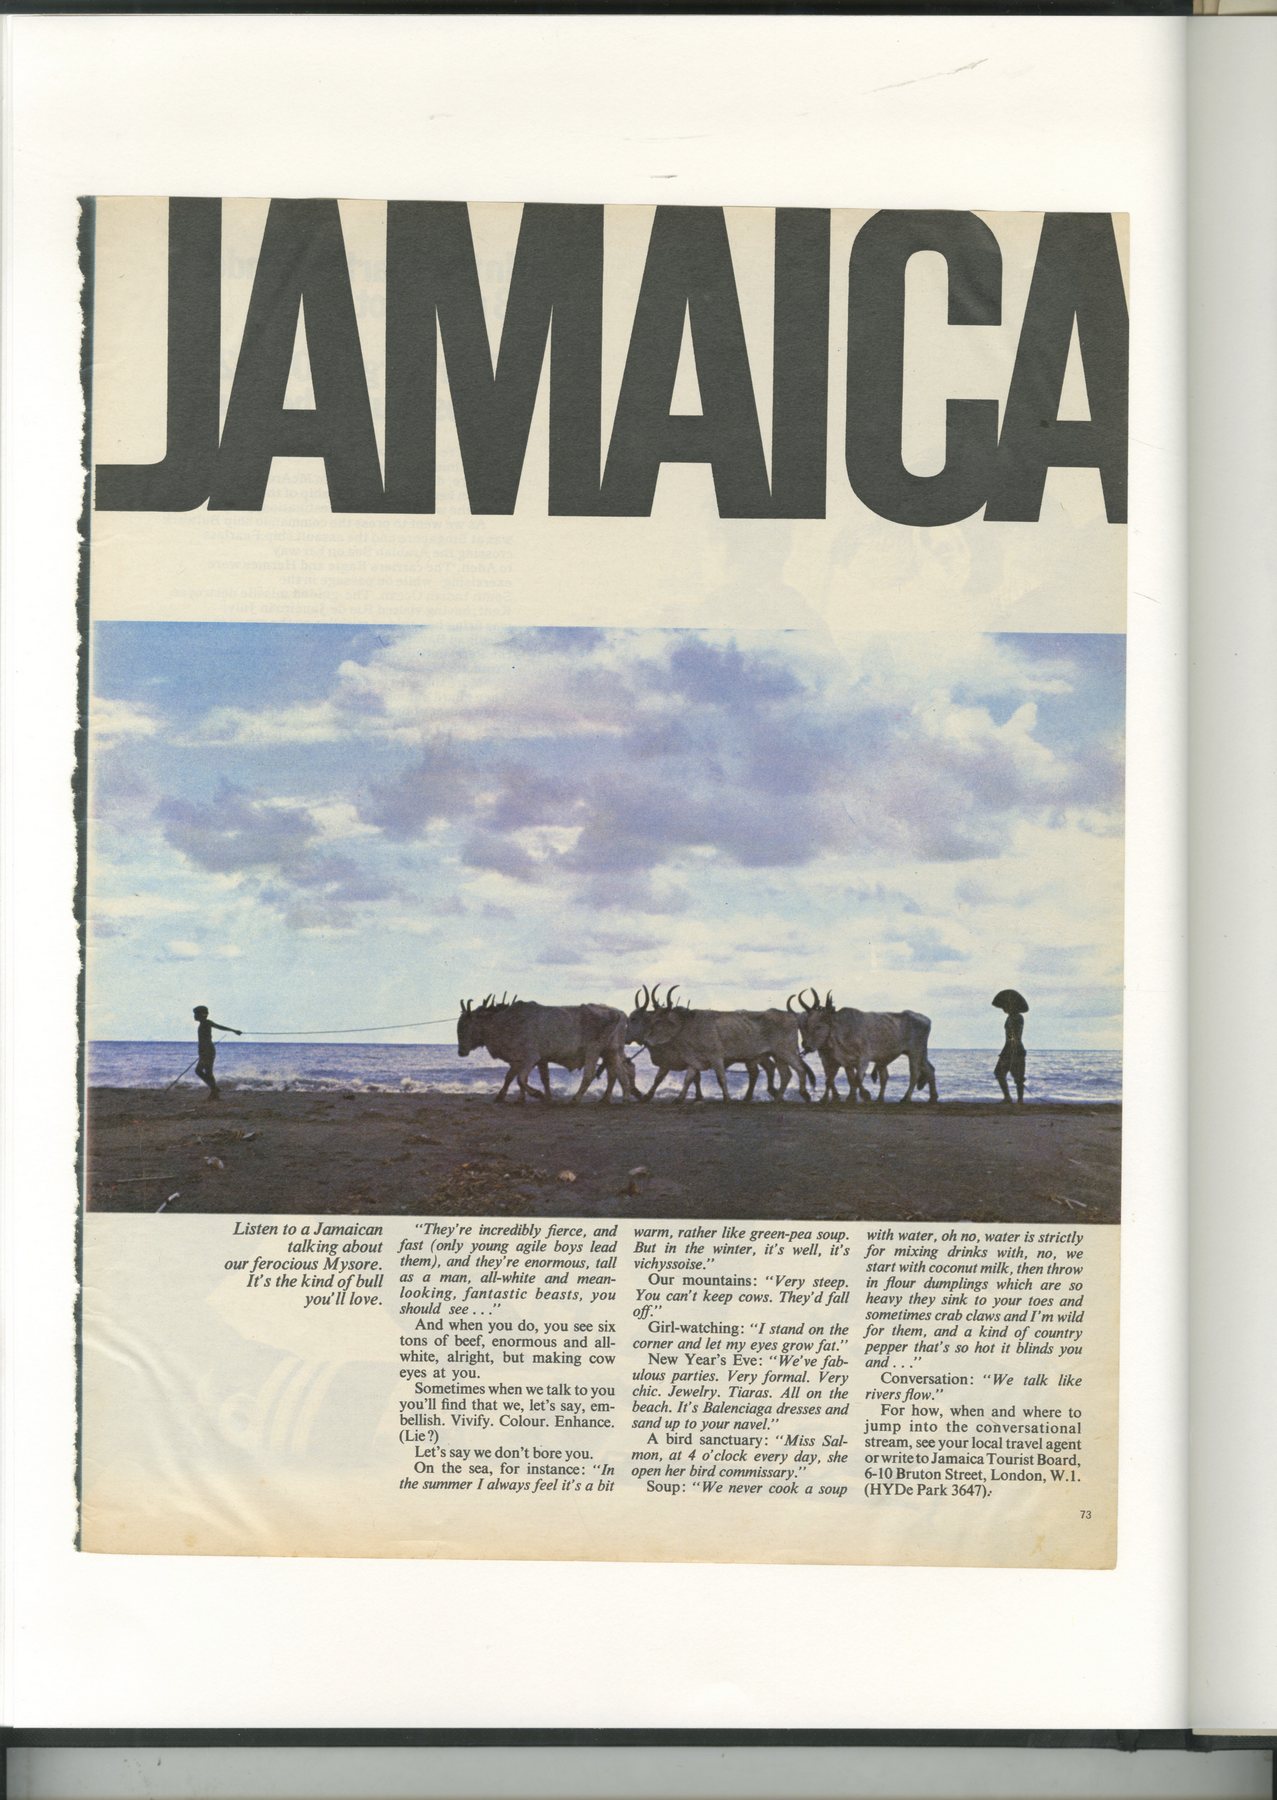 JAMAICA
Listen to a Jamaican
talking about
our ferocious Mysore.
It's the kind of bull
you'll love.
"They're incredibly fierce, and
fast (only young agile boys lead
them), and they're enormous, tall
as a man, all-white and mean-
looking, fantastic beasts, you
should see . . ."
And when you do, you see six
tons of beef, enormous and all-
white, alright, but making cow
eyes at you.
Sometimes when we talk to you
you'll find that we, let's say, em-
bellish. Vivify. Colour. Enhance.
(Lie?)
Let's say we don't bore you.
On the sea, for instance: "In
the summer I always feel it's a bit
warm, rather like green-pea soup.
But in the winter, it's well, it's
vichyssoise."
Our mountains: "Very steep.
You can't keep cows. They'd fall
off."
Girl-watching: "I stand on the
corner and let my eyes grow fat."
New Year's Eve: "We've fab-
ulous parties. Very formal. Very
chic. Jewelry. Tiaras. All on the
beach. It's Balenciaga dresses and
sand up to your navel."
A bird sanctuary: "Miss Sal-
mon, at 4 o'clock every day, she
open her bird commissary."
Soup: "We never cook a soup
with water, oh no, water is strictly
for mixing drinks with, no, we
start with coconut milk, then throw
in flour dumplings which are so
heavy they sink to your toes and
sometimes crab claws and I'm wild
for them, and a kind of country
pepper that's so hot it blinds you
and . . ."
Conversation: "We talk like
rivers flow."
For how, when and where to
jump into the conversational
stream, see your local travel agent
or write to Jamaica Tourist Board,
6-10 Bruton Street, London, W.1.
(HYDe Park 3647).
73